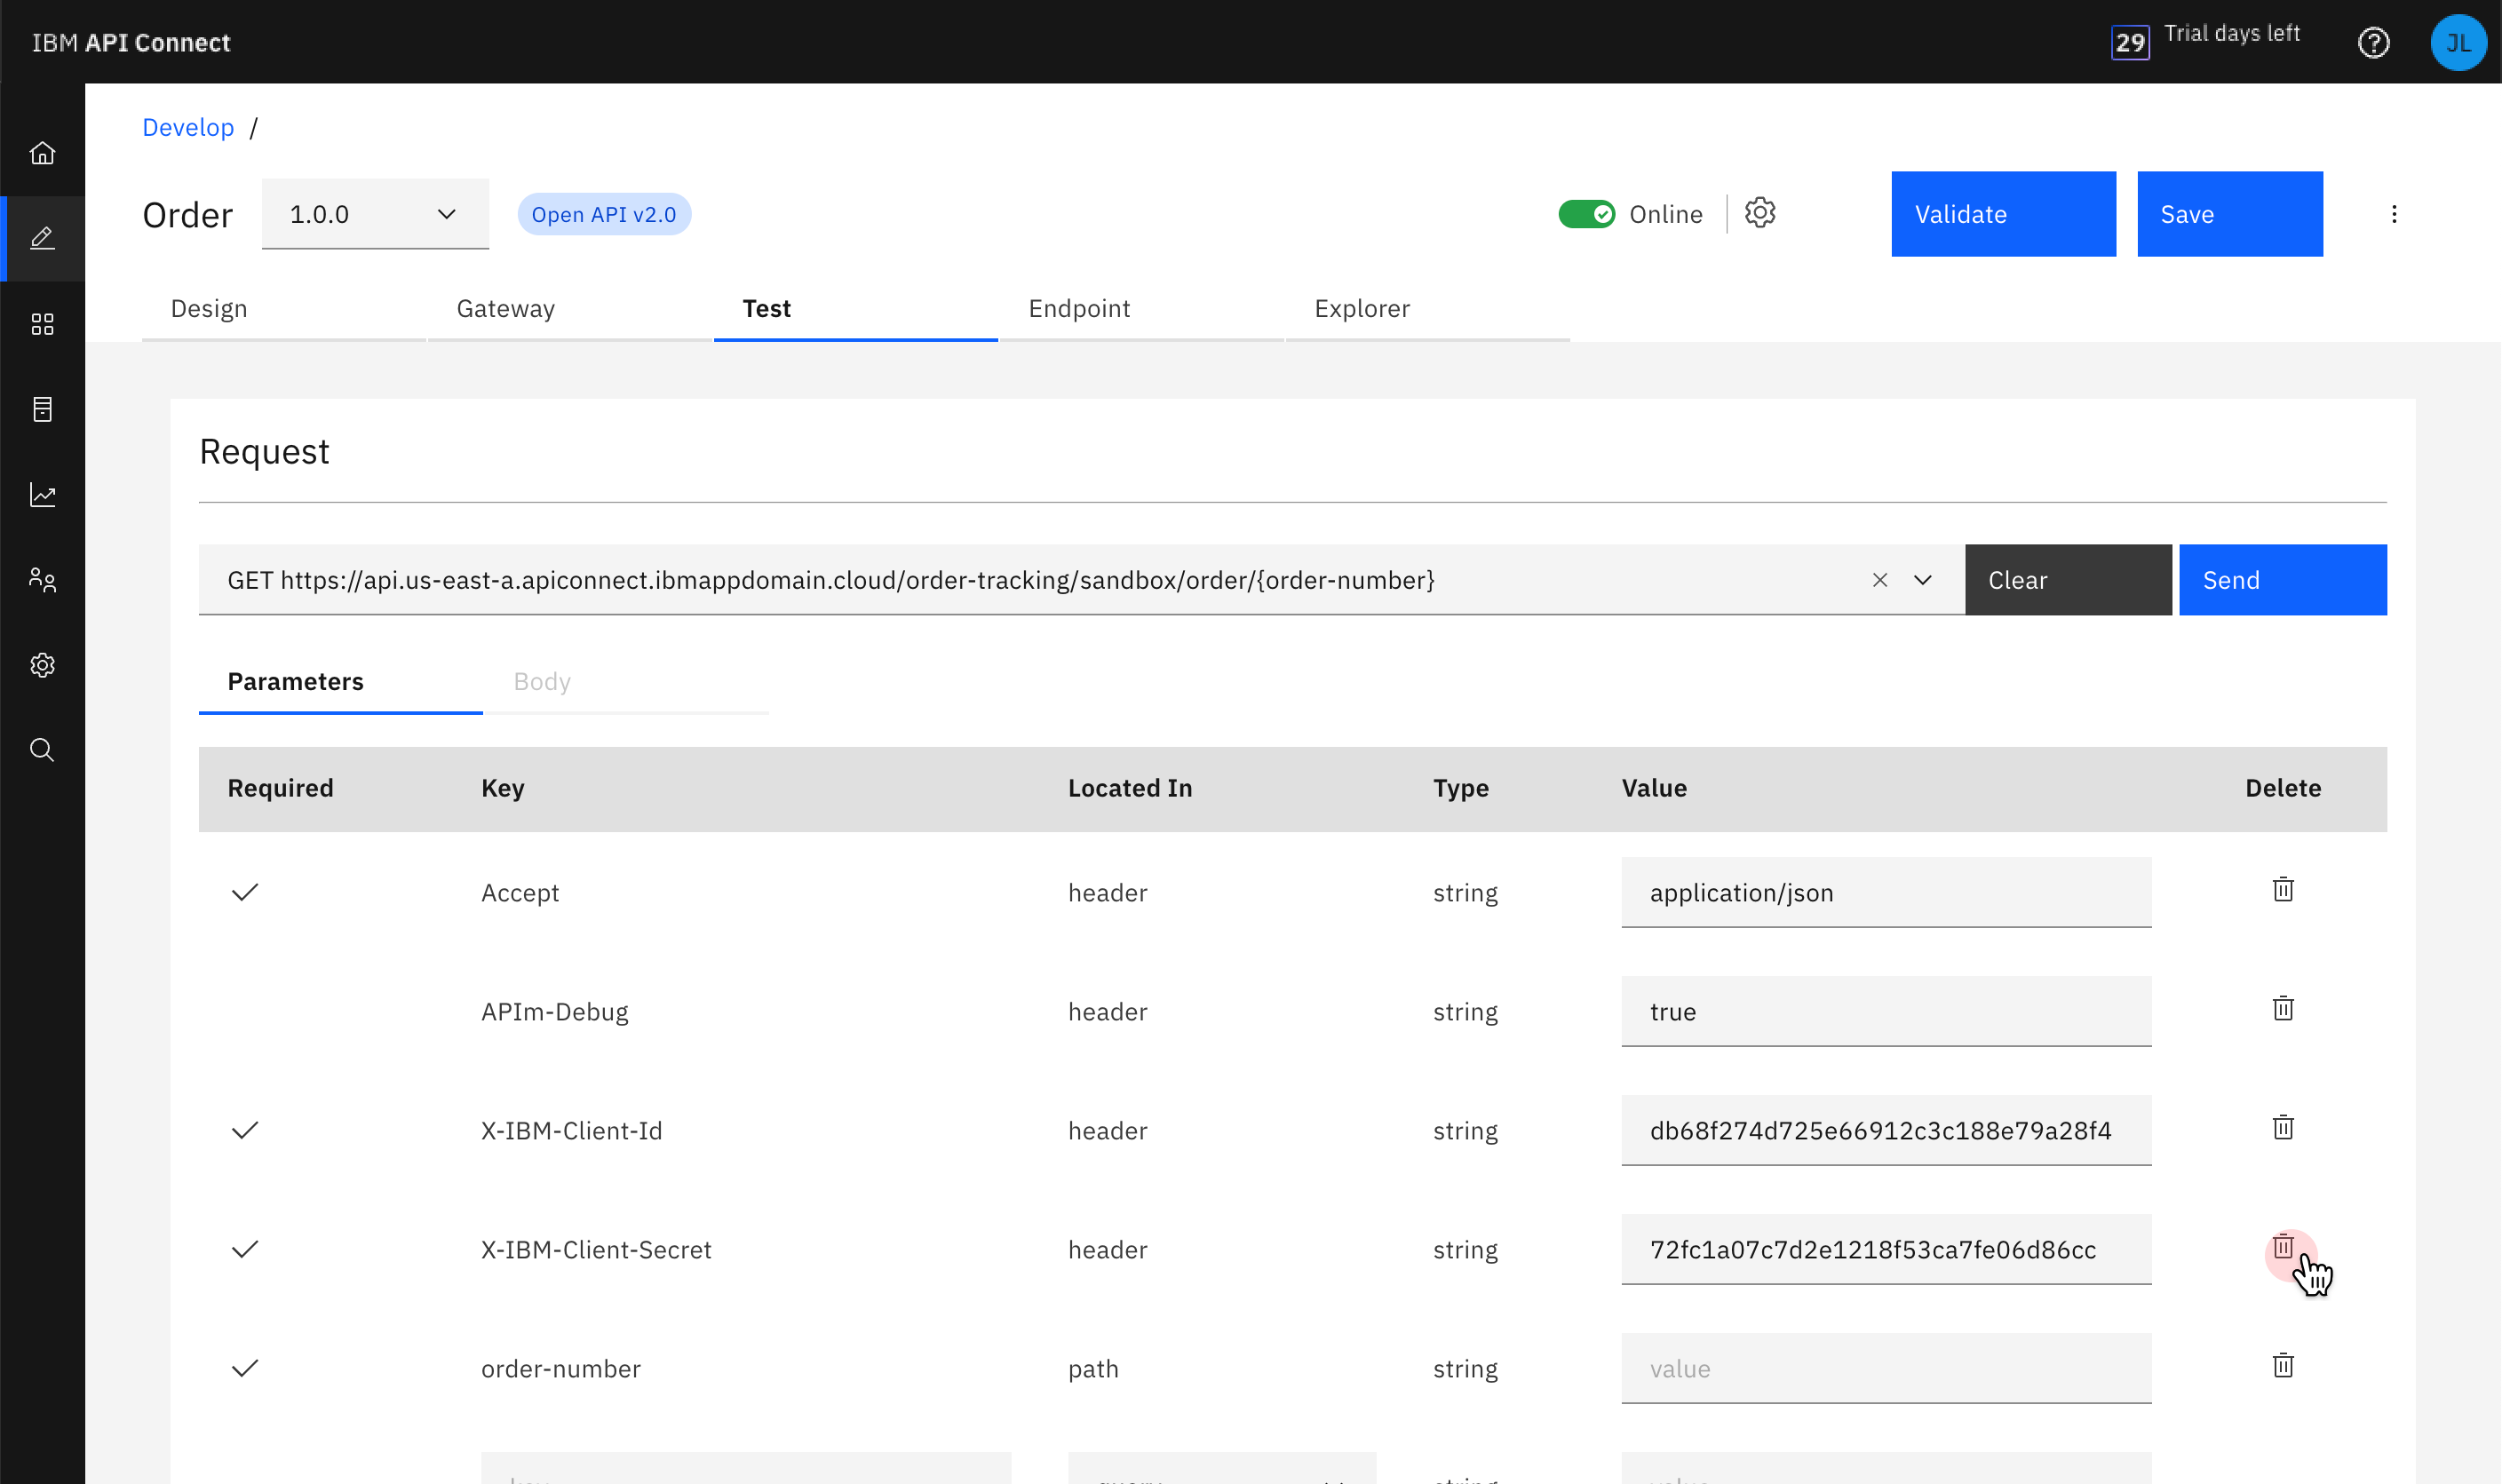 IBM API Connect
29 Trial days left
JL
Develop /
Order 1.0.0 Open API v2.0 Online Validate Save
Design Gateway Test Endpoint Explorer
Request
GET https://api.us-east-a.apiconnect.ibmappdomain.cloud/order-tracking/sandbox/order/{order-number} Clear Send
Parameters Body
Required Key Located In Type Value Delete
Accept header string application/json
APIm-Debug header string true
X-IBM-Client-Id header string db68f274d725e66912c3c188e79a28f4
X-IBM-Client-Secret header string 72fc1a07c7d2e1218f53ca7fe06d86cc
order-number path string value